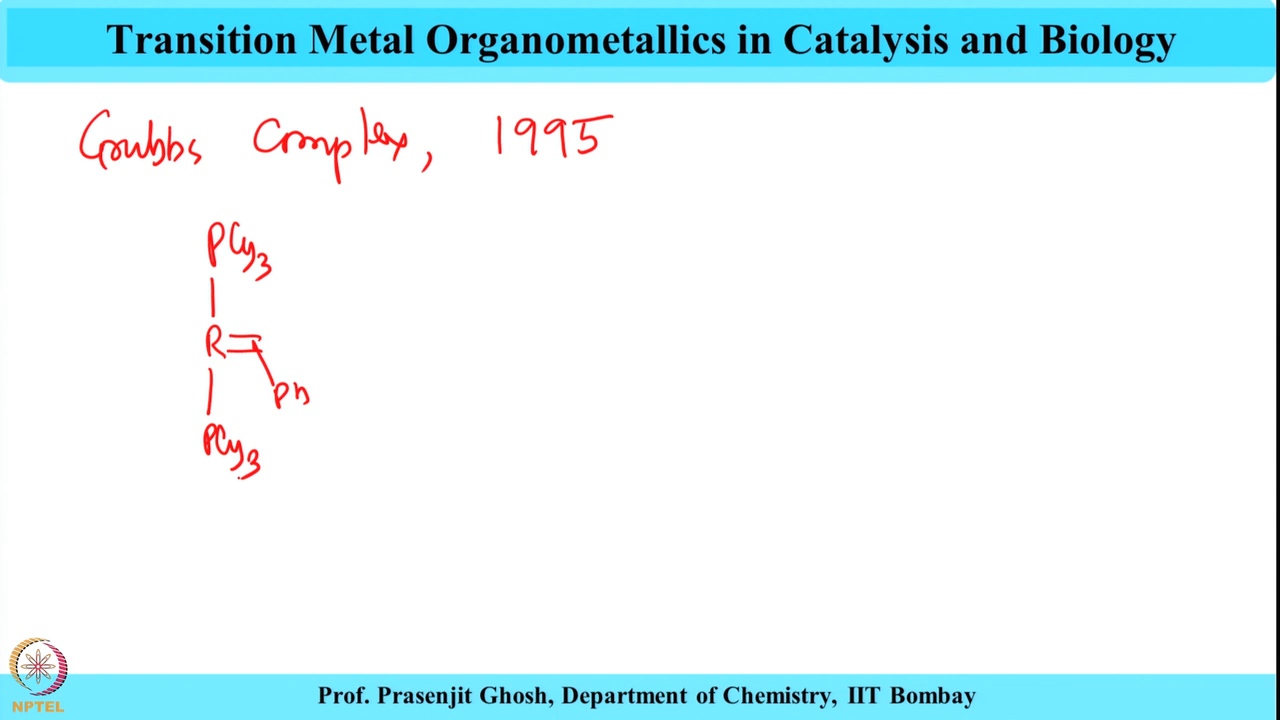 Transition Metal Organometallics in Catalysis and Biology
Grubbs Complex, 1995
PCy3
R
Ph
PCy3
NPTEL
Prof. Prasenjit Ghosh, Department of Chemistry, IIT Bombay